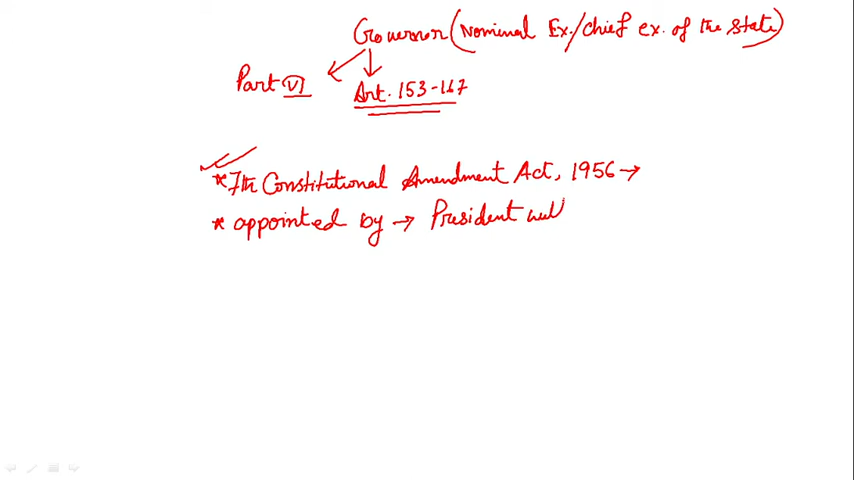 Governor (Nominal Ex./Chief ex. of the State)
Part VI
Art. 153-167
* 7th Constitutional Amendment Act, 1956 →
* appointed by → President